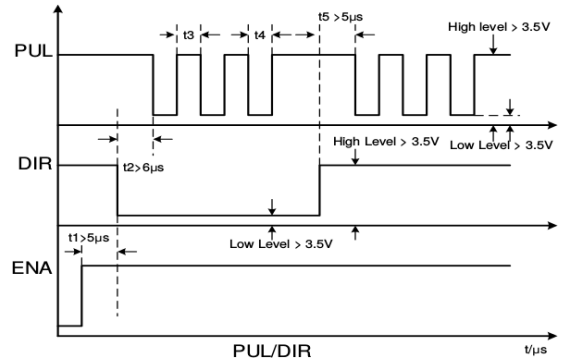 t5>5µs
High level > 3.5V
PUL
t3
t4
High Level > 3.5V
Low Level > 3.5V
DIR
t2>6µs
t1>5µs
Low Level > 3.5V
ENA
PUL/DIR
t/µs